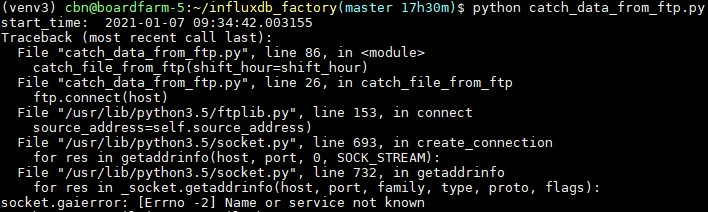 (venv3) cbn@boardfarm-5:~/influxdb_factory(master 17h30m)$ python catch_data_from_ftp.py
start_time:  2021-01-07 09:34:42.003155
Traceback (most recent call last):
  File "catch_data_from_ftp.py", line 86, in <module>
    catch_file_from_ftp(shift_hour=shift_hour)
  File "catch_data_from_ftp.py", line 26, in catch_file_from_ftp
    ftp.connect(host)
  File "/usr/lib/python3.5/ftplib.py", line 153, in connect
    source_address=self.source_address)
  File "/usr/lib/python3.5/socket.py", line 693, in create_connection
    for res in getaddrinfo(host, port, 0, SOCK_STREAM):
  File "/usr/lib/python3.5/socket.py", line 732, in getaddrinfo
    for res in _socket.getaddrinfo(host, port, family, type, proto, flags):
socket.gaierror: [Errno -2] Name or service not known